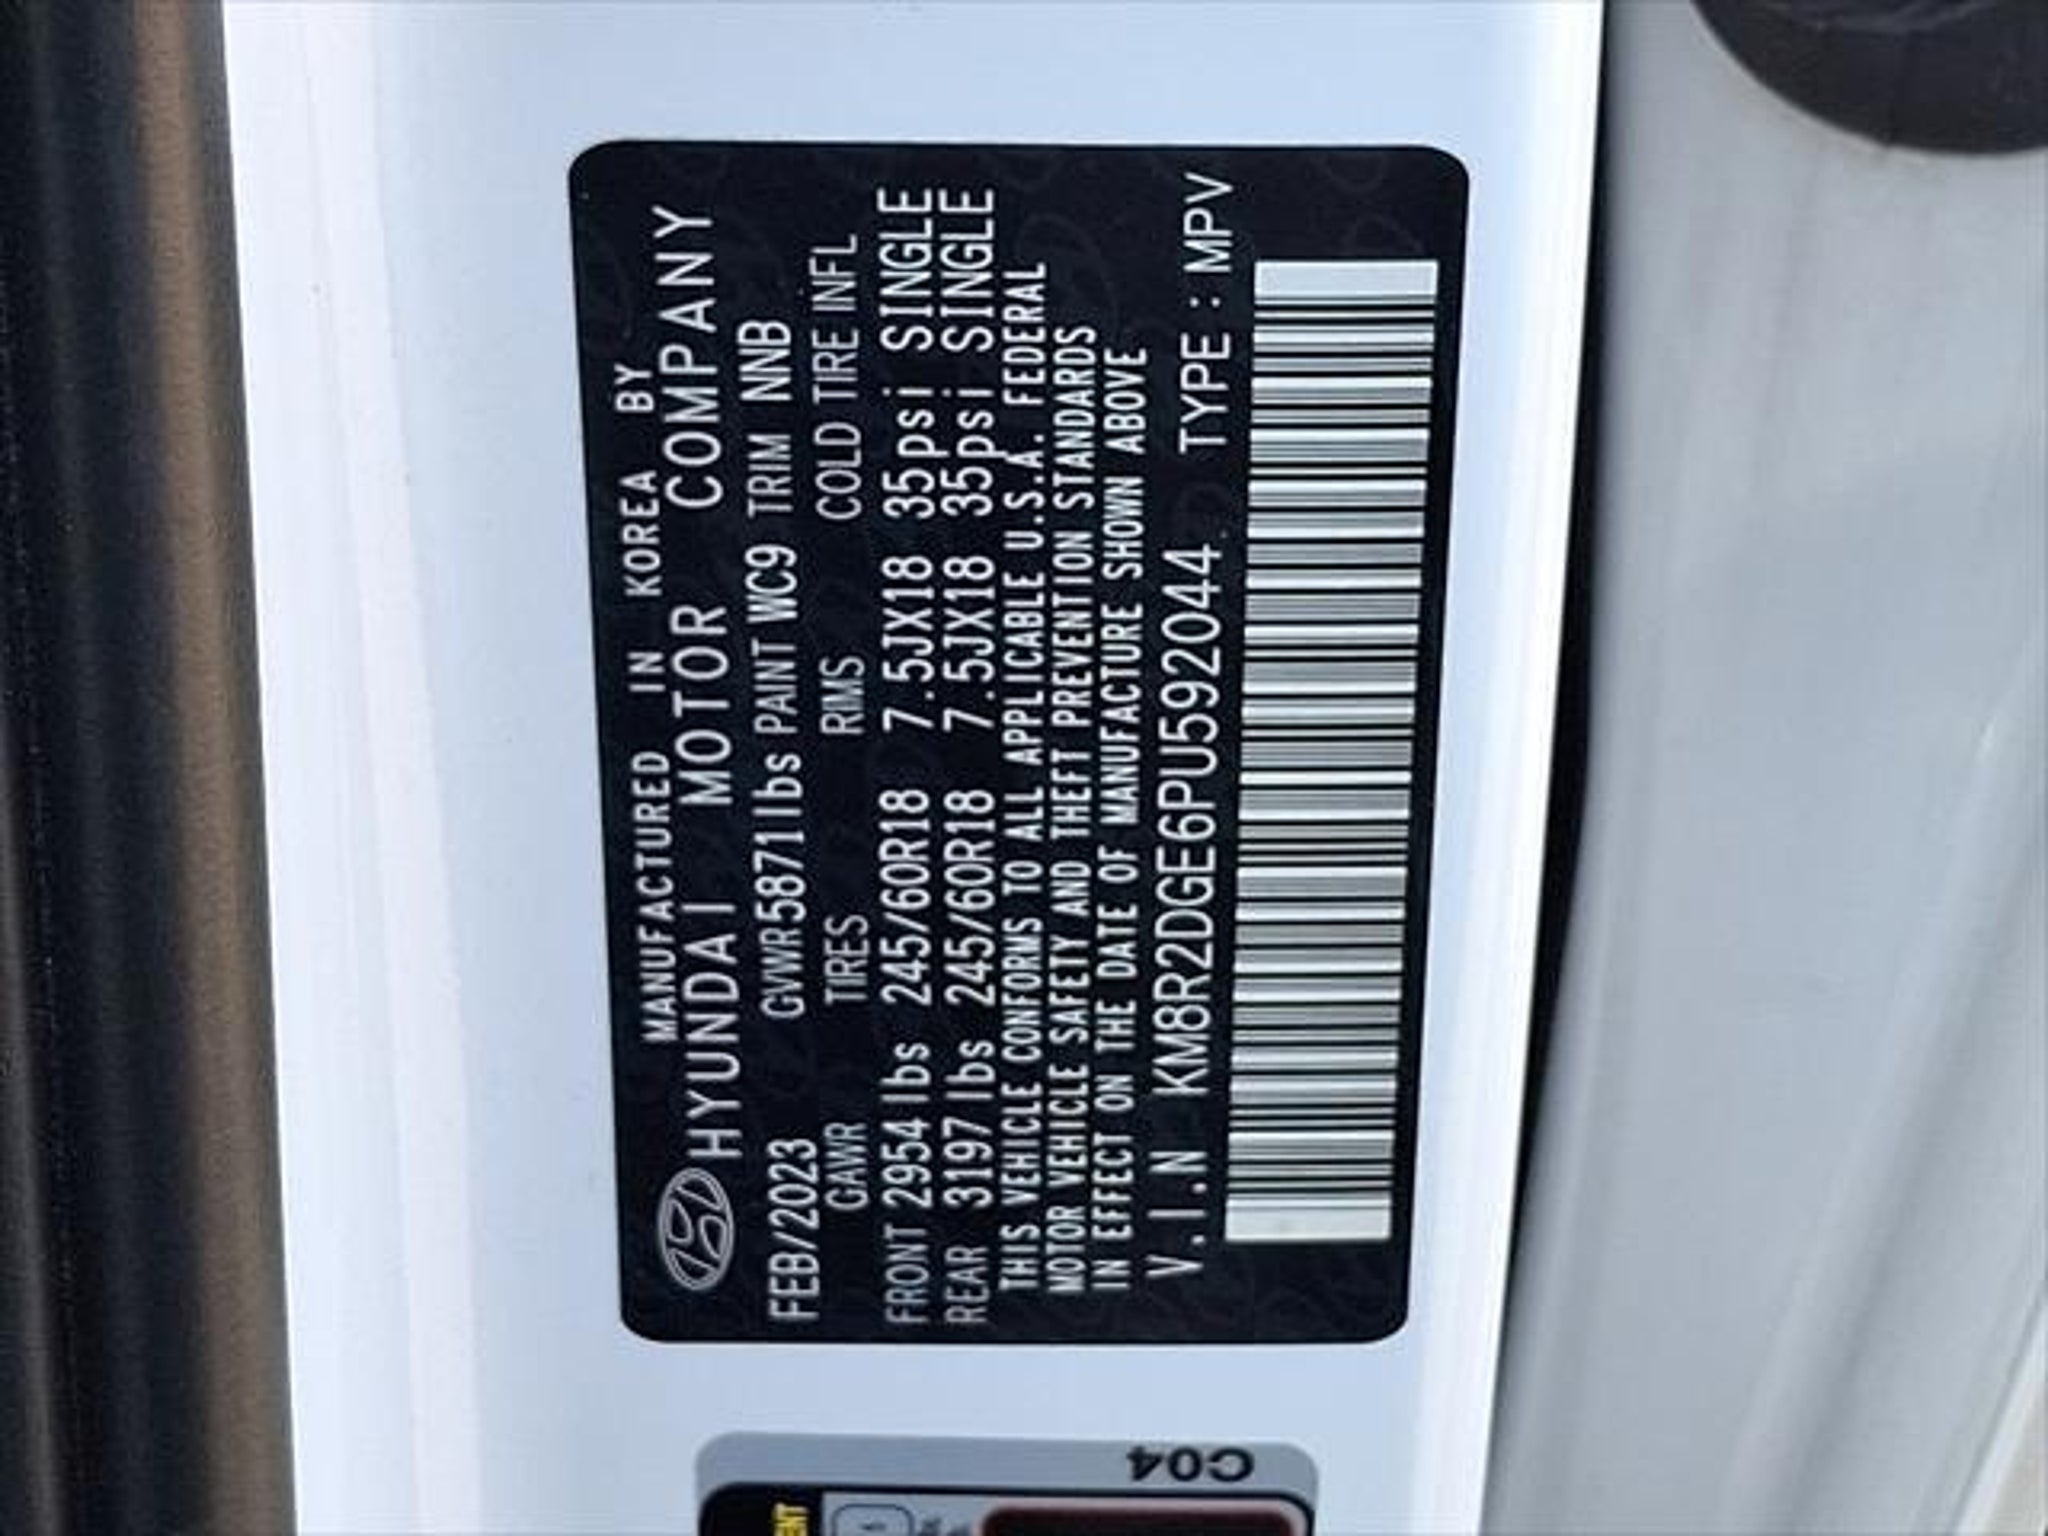 MANUFACTURED IN KOREA BY
HYUNDAI MOTOR COMPANY
FEB/2023 GVWR5871lbs PAINT WC9 TRIM NNB
GAWR TIRES RIMS COLD TIRE INFL
FRONT 2954 lbs 245/60R18 7.5JX18 35psi SINGLE
REAR 3197 lbs 245/60R18 7.5JX18 35psi SINGLE
THIS VEHICLE CONFORMS TO ALL APPLICABLE U.S.A. FEDERAL
MOTOR VEHICLE SAFETY AND THEFT PREVENTION STANDARDS
IN EFFECT ON THE DATE OF MANUFACTURE SHOWN ABOVE
V.I.N KM8R2DGE6PU592044 TYPE : MPV
C04